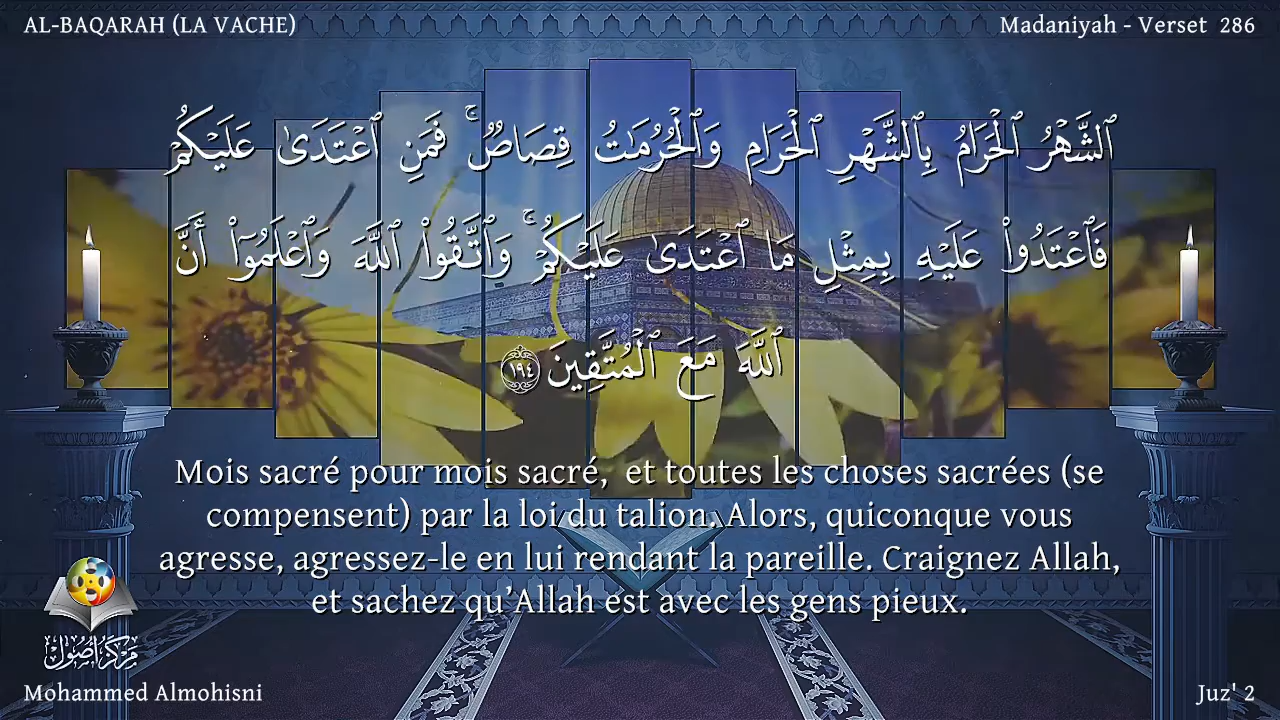 AL-BAQARAH (LA VACHE)
Madaniyah - Verset 286
ٱلشَّهْرُ ٱلْحَرَامُ بِٱلشَّهْرِ ٱلْحَرَامِ وَٱلْحُرُمَٰتُ قِصَاصٌ ۚ فَمَنِ ٱعْتَدَىٰ عَلَيْكُمْ
فَٱعْتَدُوا۟ عَلَيْهِ بِمِثْلِ مَا ٱعْتَدَىٰ عَلَيْكُمْ ۚ وَٱتَّقُوا۟ ٱللَّهَ وَٱعْلَمُوٓا۟ أَنَّ
ٱللَّهَ مَعَ ٱلْمُتَّقِينَ ١٩٤
Mois sacré pour mois sacré, et toutes les choses sacrées (se
compensent) par la loi du talion. Alors, quiconque vous
agresse, agressez-le en lui rendant la pareille. Craignez Allah,
et sachez qu’Allah est avec les gens pieux.
مركز أصول
Mohammed Almohisni
Juz' 2